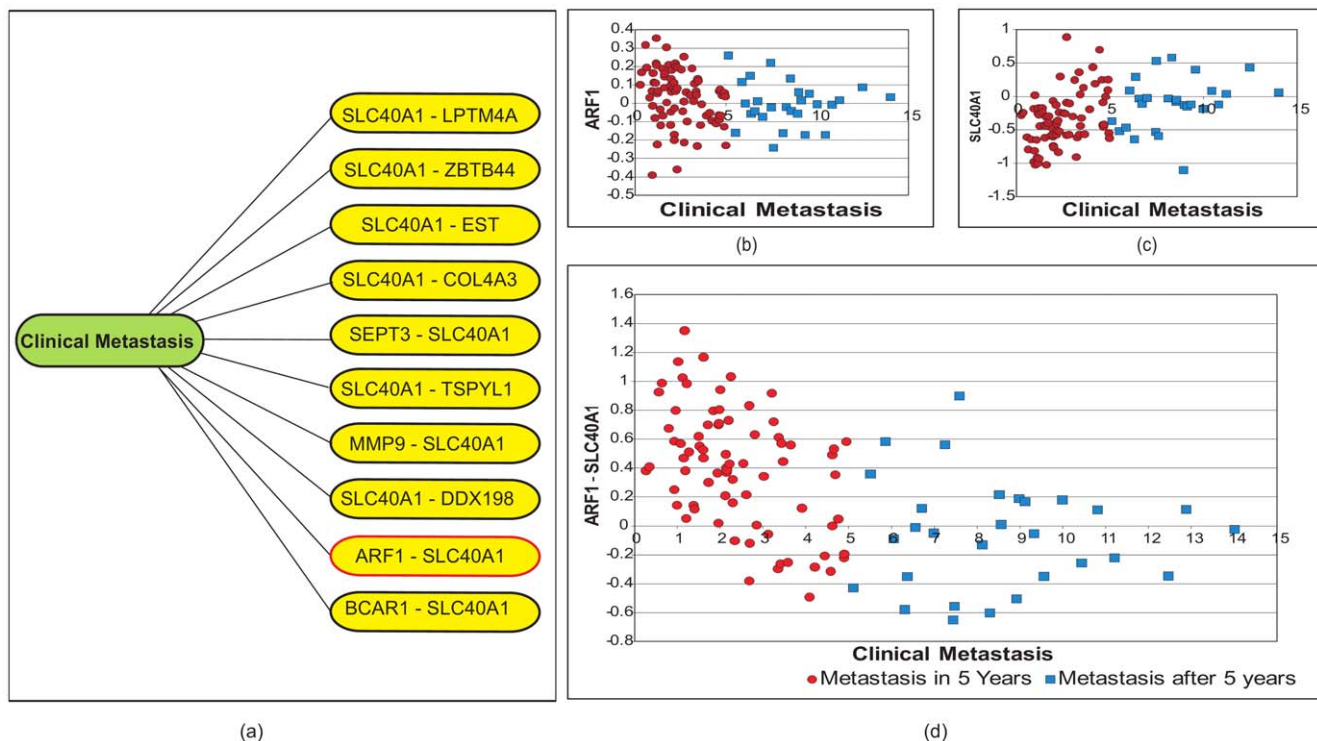 Clinical Metastasis
SLC40A1 - LPTM4A
SLC40A1 - ZBTB44
SLC40A1 - EST
SLC40A1 - COL4A3
SEPT3 - SLC40A1
SLC40A1 - TSPYL1
MMP9 - SLC40A1
SLC40A1 - DDX198
ARF1 - SLC40A1
BCAR1 - SLC40A1
(a)
ARF1
0.4
0.3
0.2
0.1
0
-0.1
-0.2
-0.3
-0.4
0.5
0 5 10 15
Clinical Metastasis
(b)
SLC40A1
1
0.5
0
-0.5
-1
-1.5
0 5 10 15
Clinical Metastasis
(c)
ARF1 - SLC40A1
1.6
1.4
1.2
1
0.8
0.6
0.4
0.2
0
-0.2
-0.4
-0.6
-0.8
0 1 2 3 4 5 6 7 8 9 10 11 12 13 14 15
Clinical Metastasis
Metastasis in 5 Years Metastasis after 5 years
(d)